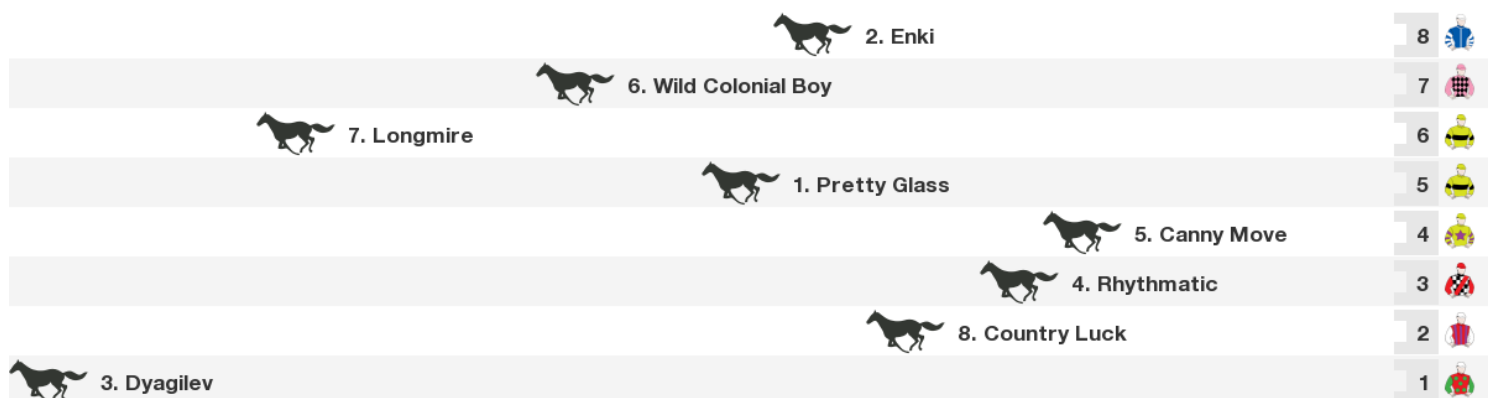 2. Enki 8
6. Wild Colonial Boy 7
7. Longmire 6
1. Pretty Glass 5
5. Canny Move 4
4. Rhythmatic 3
8. Country Luck 2
3. Dyagilev 1